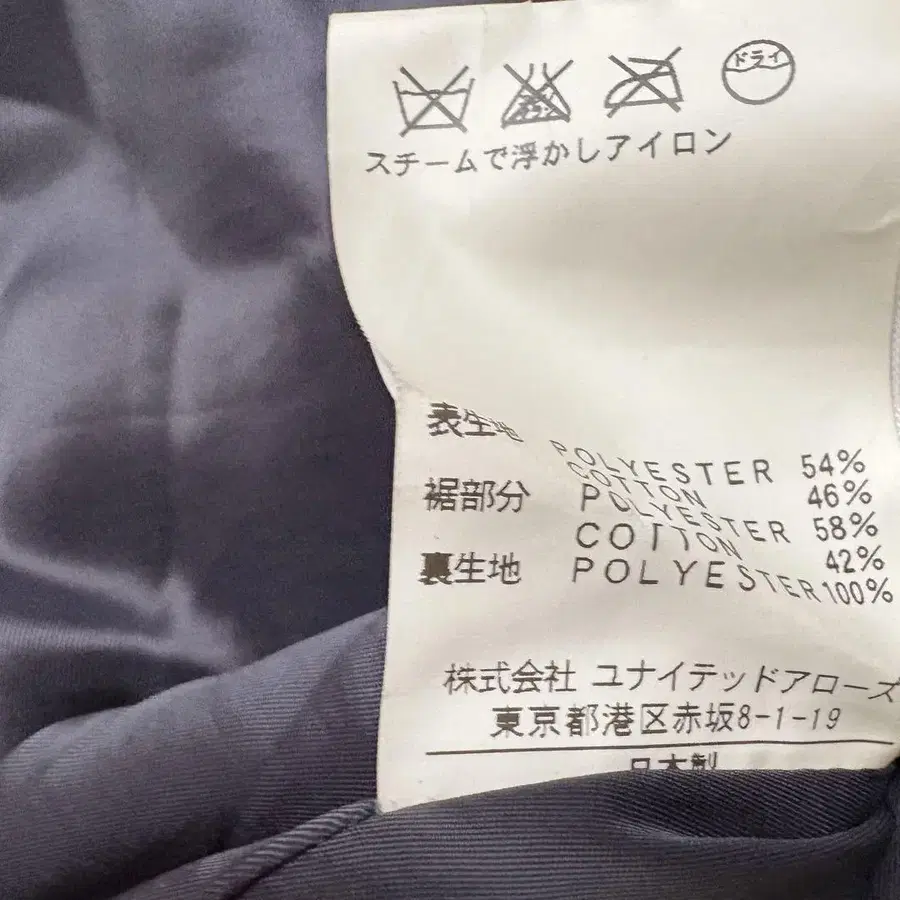 ドライ
スチームで浮かしアイロン
表生地 POLYESTER 54%
COTTON 46%
裾部分 POLYESTER 58%
COTTON 42%
裏生地 POLYESTER 100%
株式会社 ユナイテッドアローズ
東京都港区赤坂8-1-19
日本製